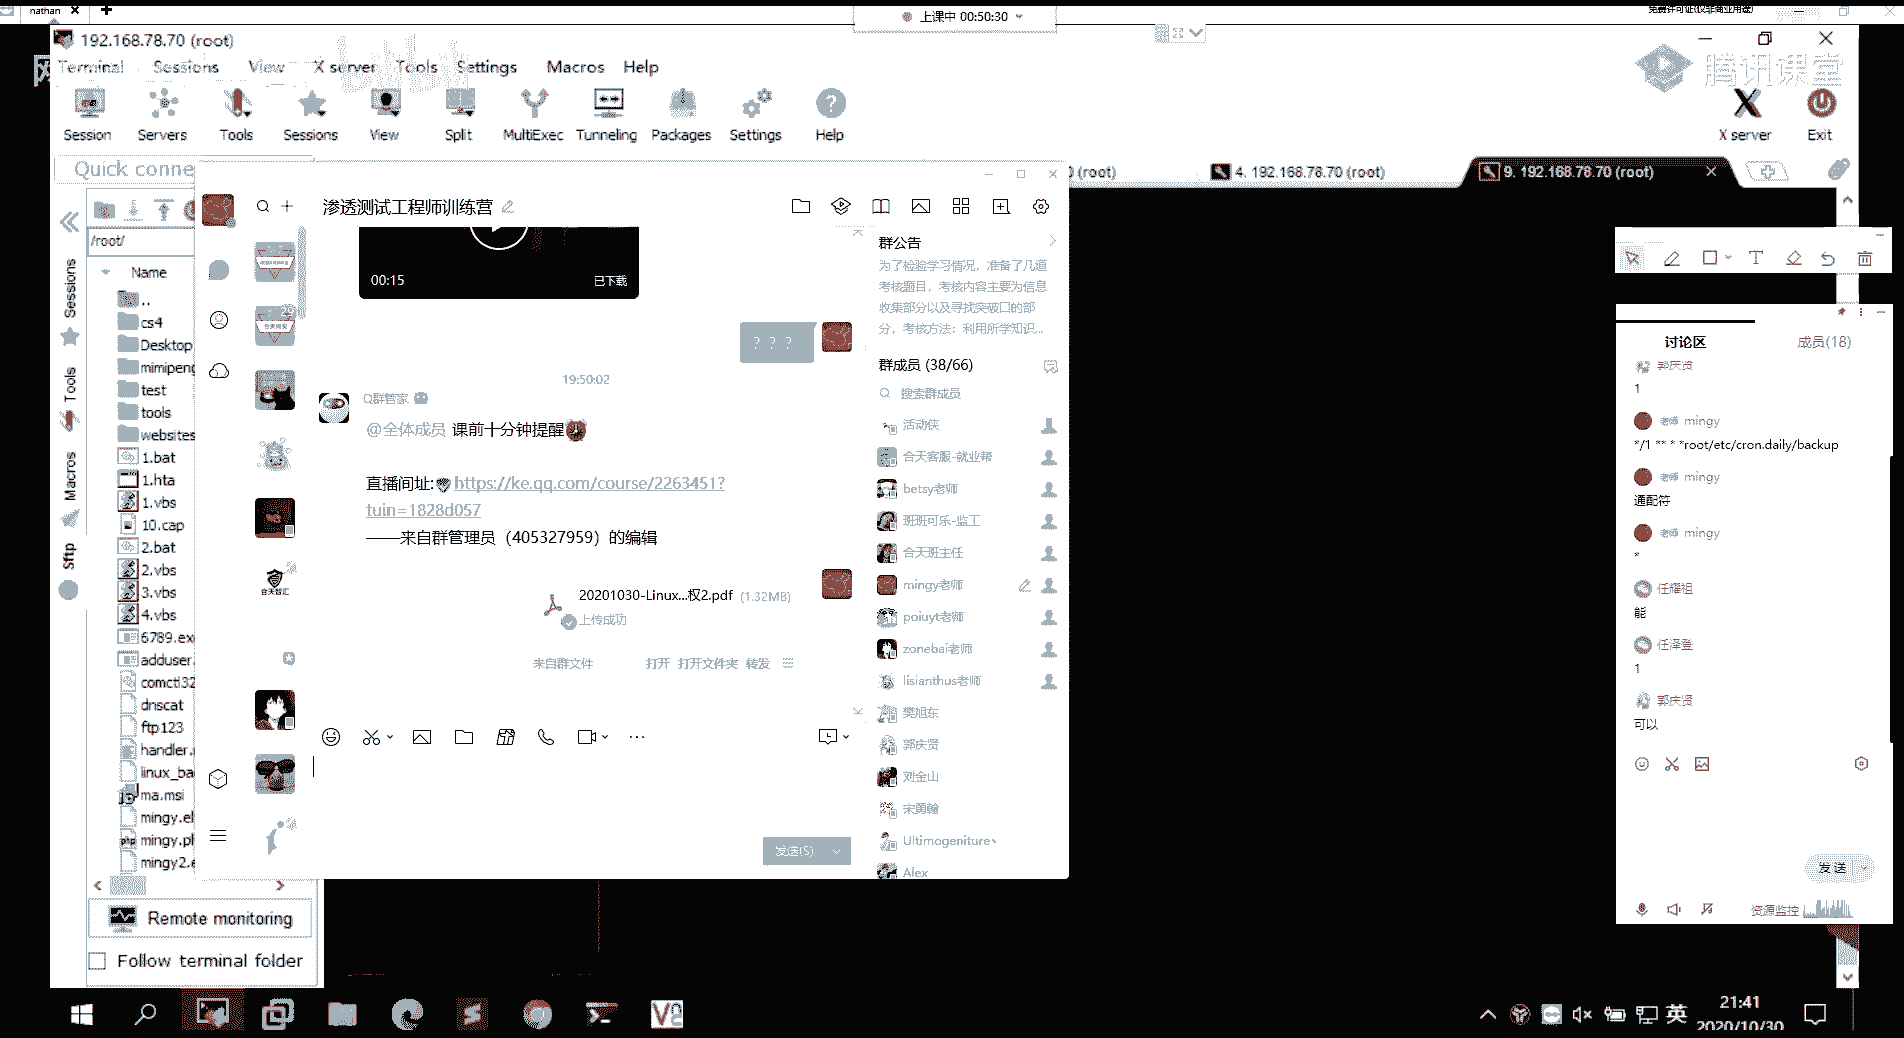 nathan
上课中 00:50:30
免费许可证(仅非商业用途)
192.168.78.70 (root)
Terminal Sessions View X server Tools Settings Macros Help
腾讯课堂
Session Servers Tools Sessions View Split MultiExec Tunneling Packages Settings Help
X server Exit
Quick conne
(root)
4. 192.168.78.70 (root)
9. 192.168.78.70 (root)
/root/
Name
..
cs4
Desktop
mimipeng
test
tools
websites
1.bat
1.hta
1.vbs
10.cap
2.bat
2.vbs
3.vbs
4.vbs
6789.ex
adduser.
comctl32
dnscat
ftp123
handler.
linux_ba
ma.msi
mingy.el
mingy.pl
mingy2.e
Sessions
Tools
Macros
Sftp
Remote monitoring
Follow terminal folder
渗透测试工程师训练营
00:15
已下载
？？？
19:50:02
Q群管家
@全体成员 课前十分钟提醒
直播间址:https://ke.qq.com/course/2263451?
tuin=1828d057
——来自群管理员（405327959）的编辑
20201030-Linux...权2.pdf (1.32MB)
上传成功
来自群文件
打开 打开文件夹 转发
发送(S)
29
合天智汇
群公告
为了检验学习情况，准备了几道
考核题目，考核内容主要为信息
收集部分以及寻找突破口的部
分，考核方法：利用所学知识...
群成员 (38/66)
搜索群成员
活动侠
合天客服-就业帮
betsy老师
班班可乐-监工
合天班主任
mingy老师
poiuyt老师
zonebai老师
lisianthus老师
樊旭东
郭庆贤
刘金山
宋勇翰
Ultimogeniture、
Alex
讨论区
成员(18)
郭庆贤
1
老师 mingy
*/1 ** * *root/etc/cron.daily/backup
老师 mingy
通配符
老师 mingy
*
任耀祖
能
任泽登
1
郭庆贤
可以
发送
资源监控
英
21:41
2020/10/30